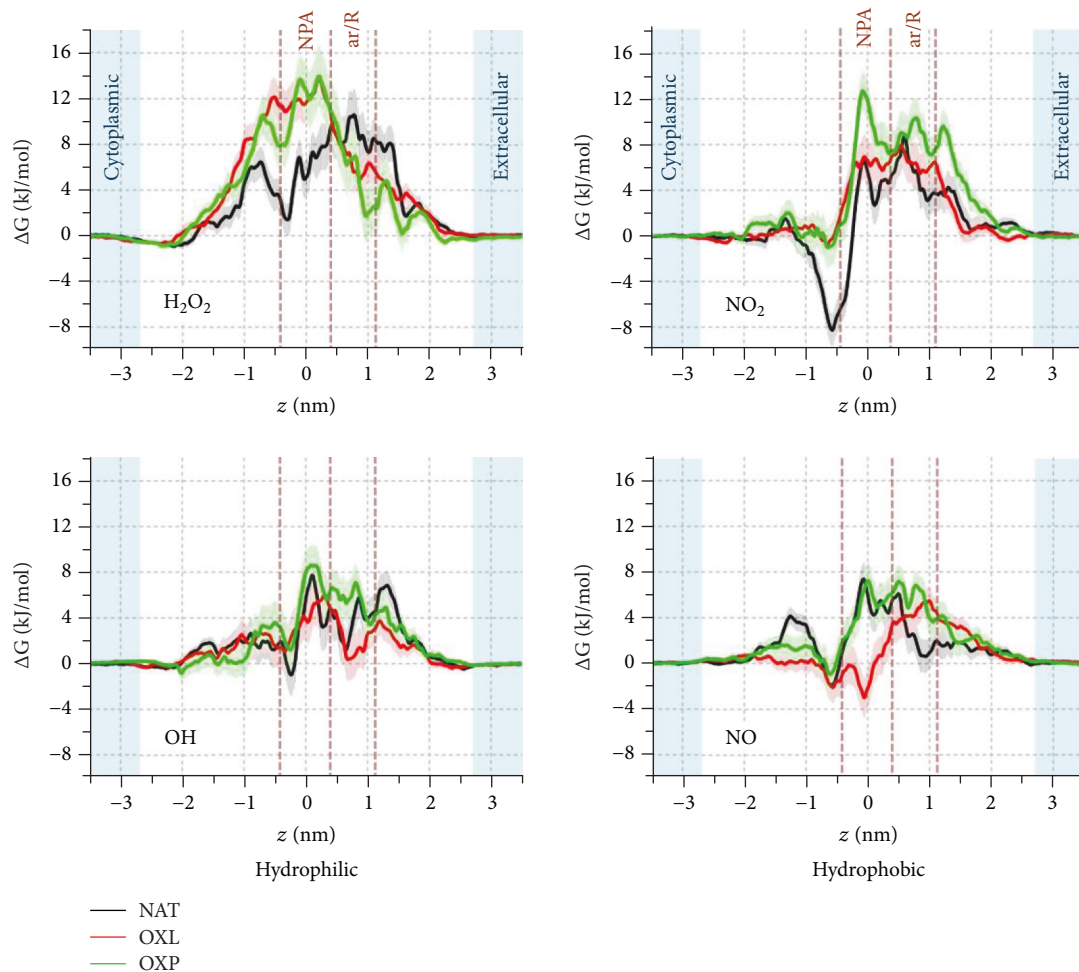 NPA
ar/R
NPA
ar/R
16
12
8
4
0
−4
−8
ΔG (kJ/mol)
Cytoplasmic
Extracellular
H₂O₂
−3 −2 −1 0 1 2 3
z (nm)
16
12
8
4
0
−4
−8
ΔG (kJ/mol)
Cytoplasmic
Extracellular
NO₂
−3 −2 −1 0 1 2 3
z (nm)
16
12
8
4
0
−4
−8
ΔG (kJ/mol)
OH
−3 −2 −1 0 1 2 3
z (nm)
Hydrophilic
16
12
8
4
0
−4
−8
ΔG (kJ/mol)
NO
−3 −2 −1 0 1 2 3
z (nm)
Hydrophobic
NAT
OXL
OXP